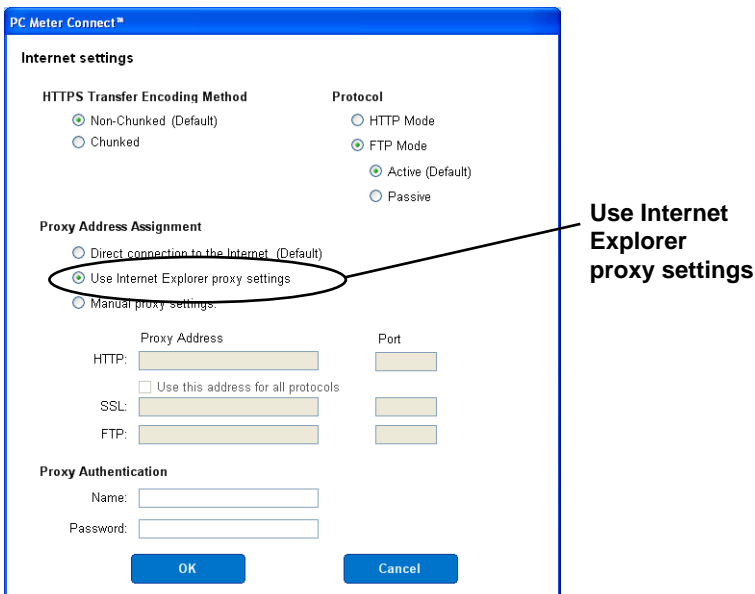 PC Meter Connect℠
Internet settings
HTTPS Transfer Encoding Method
Protocol
Non-Chunked (Default)
HTTP Mode
Chunked
FTP Mode
Active (Default)
Passive
Proxy Address Assignment
Direct connection to the Internet (Default)
Use Internet Explorer proxy settings
Manual proxy settings:
Use Internet
Explorer
proxy settings
Proxy Address
Port
HTTP:
Use this address for all protocols
SSL:
FTP:
Proxy Authentication
Name:
Password:
OK
Cancel